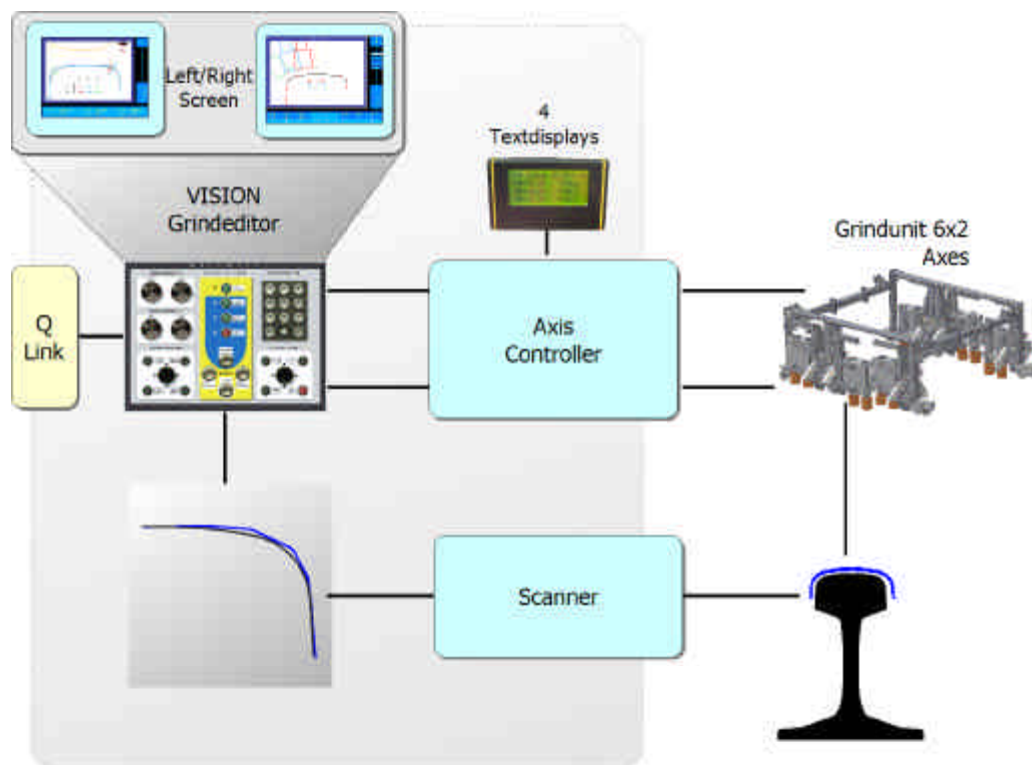 Left/Right
Screen
4
Textdisplays
VISION
Grindeditor
Grindunit 6x2
Axes
Q
Link
Axis
Controller
Scanner